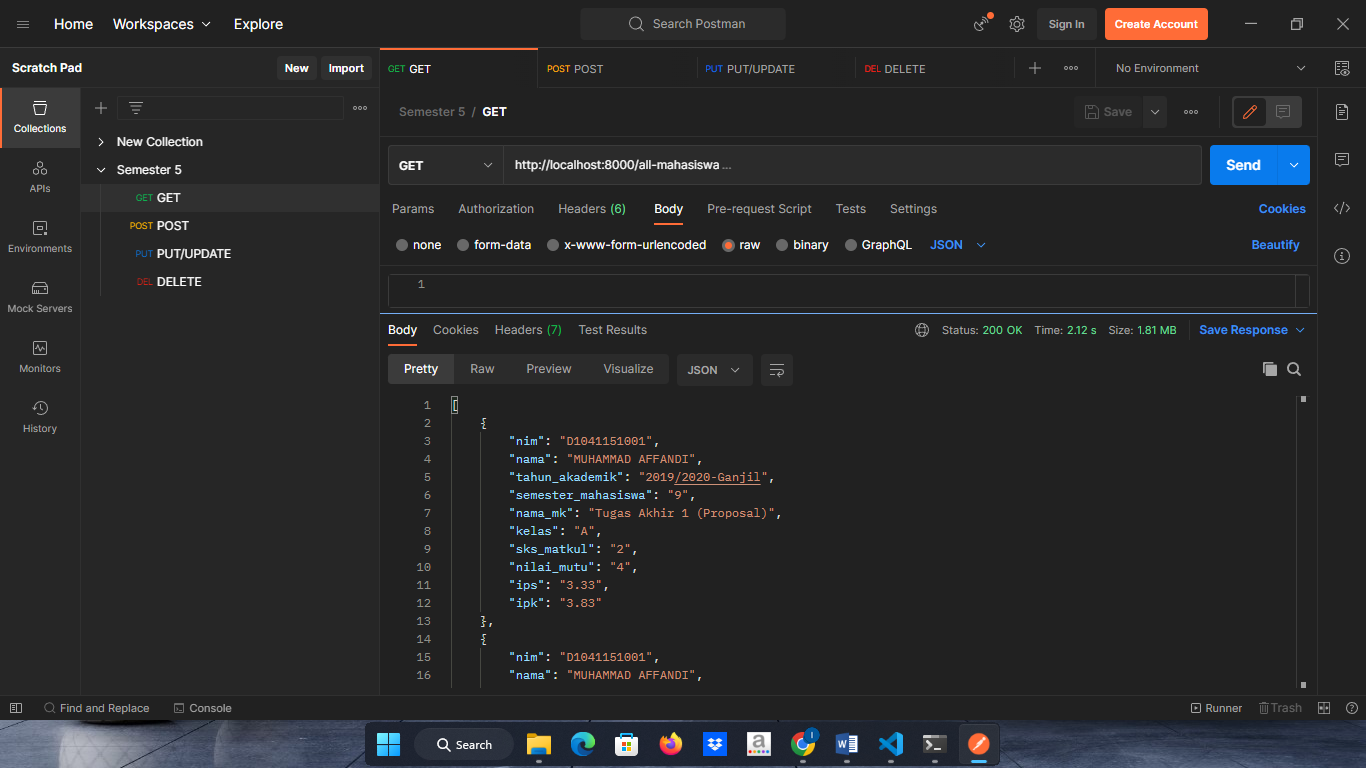 Home Workspaces Explore Search Postman Sign In Create Account
Scratch Pad New Import GET GET POST POST PUT PUT/UPDATE DEL DELETE No Environment
Collections
APIs
Environments
Mock Servers
Monitors
History
New Collection
Semester 5
GET GET
POST POST
PUT PUT/UPDATE
DEL DELETE
Semester 5 / GET Save
GET http://localhost:8000/all-mahasiswa ... Send
Params Authorization Headers (6) Body Pre-request Script Tests Settings Cookies
none form-data x-www-form-urlencoded raw binary GraphQL JSON Beautify
1
Body Cookies Headers (7) Test Results Status: 200 OK Time: 2.12 s Size: 1.81 MB Save Response
Pretty Raw Preview Visualize JSON
1 [
2 {
3 "nim": "D1041151001",
4 "nama": "MUHAMMAD AFFANDI",
5 "tahun_akademik": "2019/2020-Ganjil",
6 "semester_mahasiswa": "9",
7 "nama_mk": "Tugas Akhir 1 (Proposal)",
8 "kelas": "A",
9 "sks_matkul": "2",
10 "nilai_mutu": "4",
11 "ips": "3.33",
12 "ipk": "3.83"
13 },
14 {
15 "nim": "D1041151001",
16 "nama": "MUHAMMAD AFFANDI",
Find and Replace Console Runner Trash
Search